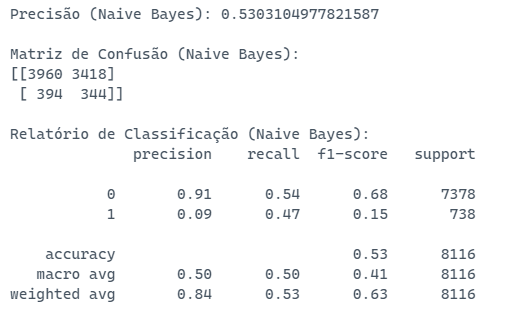 Precisão (Naive Bayes): 0.5303104977821587
Matriz de Confusão (Naive Bayes):
[[3960 3418]
[ 394 344]]
Relatório de Classificação (Naive Bayes):
precision recall f1-score support
0 0.91 0.54 0.68 7378
1 0.09 0.47 0.15 738
accuracy 0.53 8116
macro avg 0.50 0.50 0.41 8116
weighted avg 0.84 0.53 0.63 8116